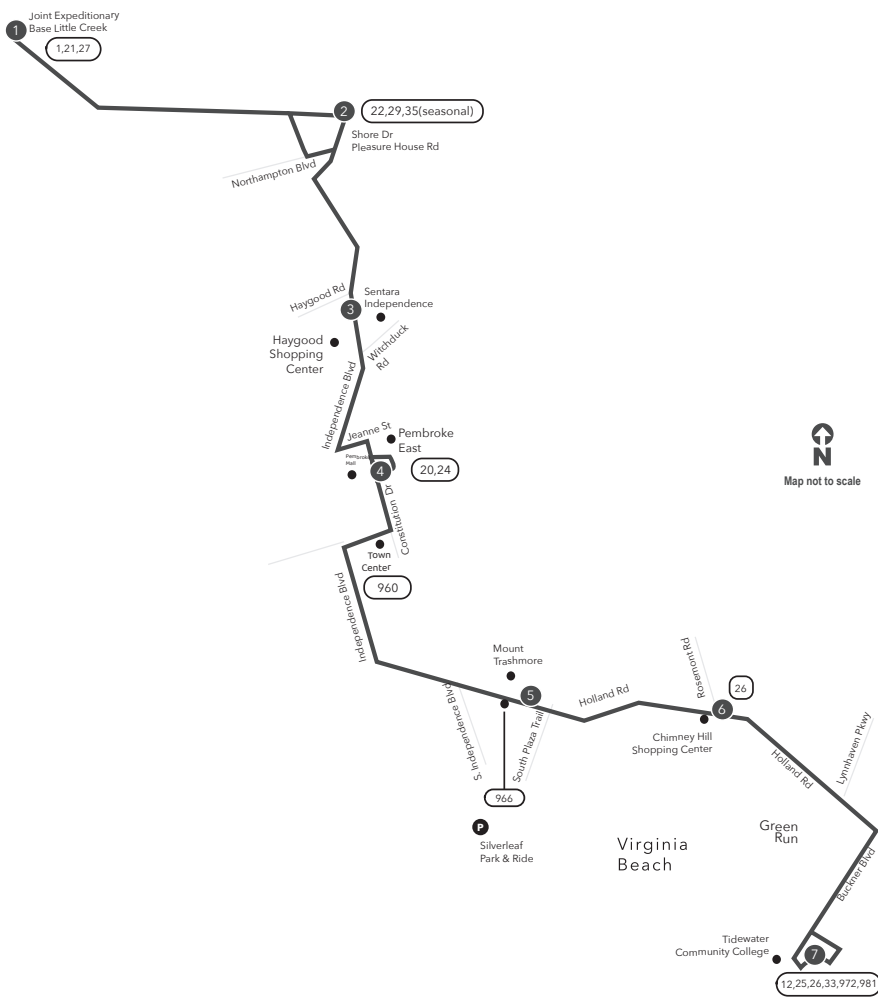 1
Joint Expeditionary
Base Little Creek
1,21,27
2
22,29,35(seasonal)
Shore Dr
Pleasure House Rd
Northampton Blvd
Haygood Rd
Sentara
Independence
3
Haygood
Shopping
Center
Witchduck
Rd
Independence Blvd
Jeanne St
Pembroke
East
Pembroke
Mall
4
20,24
Constitution Dr
Town
Center
960
Independence Blvd
N
Map not to scale
Mount
Trashmore
5
S. Independence Blvd
South Plaza Trail
Holland Rd
Rosemont Rd
26
6
Chimney Hill
Shopping Center
Holland Rd
Lynnhaven Pkwy
966
P
Silverleaf
Park & Ride
Virginia
Beach
Green
Run
Buckner Blvd
Tidewater
Community College
7
12,25,26,33,972,981